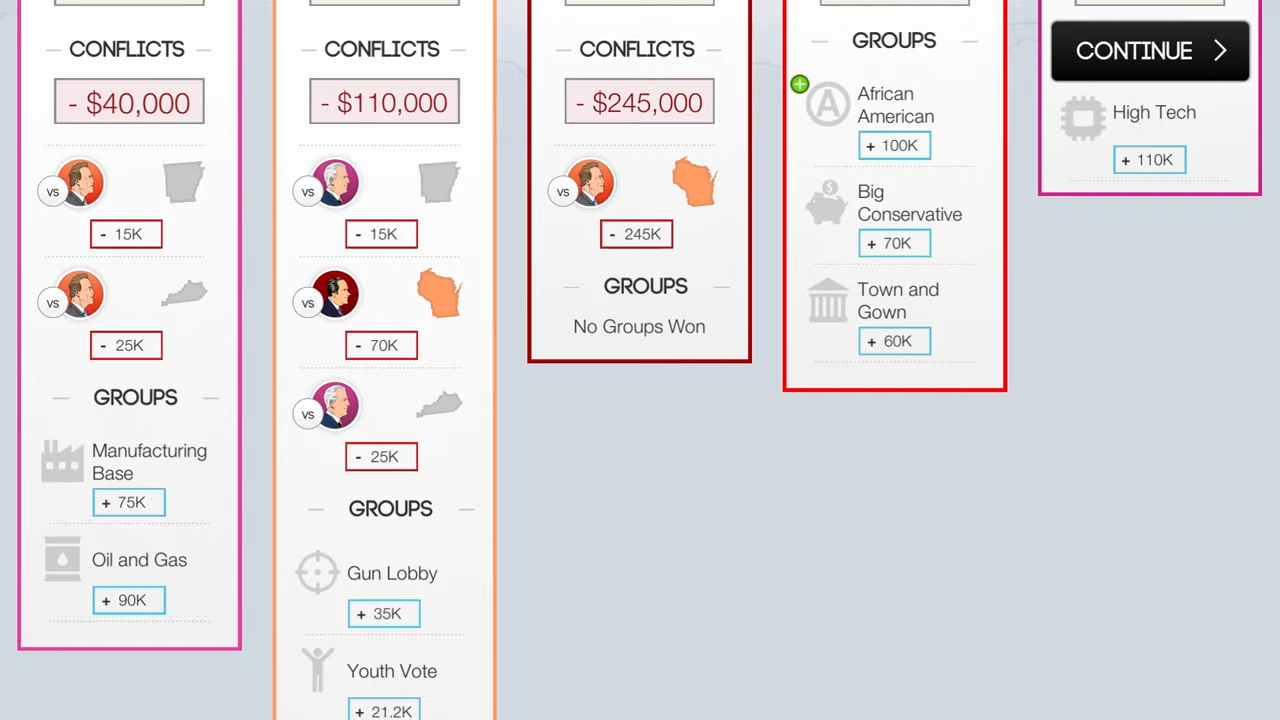 CONFLICTS
- $40,000
vs
- 15K
vs
- 25K
GROUPS
Manufacturing
Base
+ 75K
Oil and Gas
+ 90K
CONFLICTS
- $110,000
vs
- 15K
vs
- 70K
vs
- 25K
GROUPS
Gun Lobby
+ 35K
Youth Vote
+ 21.2K
CONFLICTS
- $245,000
vs
- 245K
GROUPS
No Groups Won
GROUPS
A
African
American
+ 100K
$
Big
Conservative
+ 70K
Town and
Gown
+ 60K
CONTINUE
High Tech
+ 110K